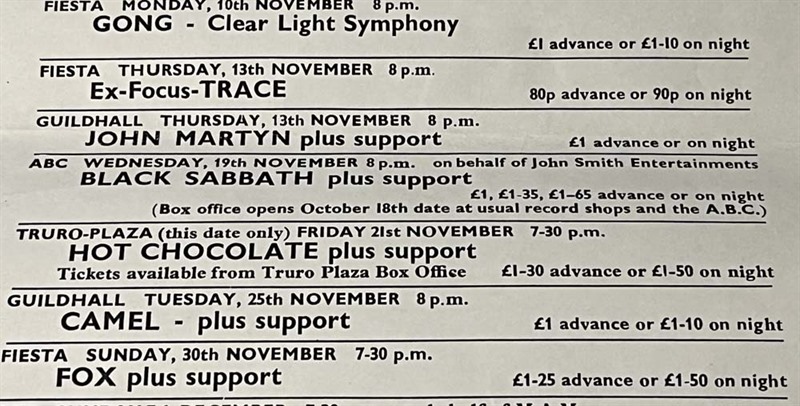 FIESTA MONDAY, 10th NOVEMBER 8 p.m.
GONG - Clear Light Symphony
£1 advance or £1-10 on night
FIESTA THURSDAY, 13th NOVEMBER 8 p.m.
Ex-Focus-TRACE
80p advance or 90p on night
GUILDHALL THURSDAY, 13th NOVEMBER 8 p.m.
JOHN MARTYN plus support
£1 advance or on night
ABC WEDNESDAY, 19th NOVEMBER 8 p.m. on behalf of John Smith Entertainments
BLACK SABBATH plus support
£1, £1-35, £1-65 advance or on night
(Box office opens October 18th date at usual record shops and the A.B.C.)
TRURO-PLAZA (this date only) FRIDAY 21st NOVEMBER 7-30 p.m.
HOT CHOCOLATE plus support
Tickets available from Truro Plaza Box Office £1-30 advance or £1-50 on night
GUILDHALL TUESDAY, 25th NOVEMBER 8 p.m.
CAMEL - plus support
£1 advance or £1-10 on night
FIESTA SUNDAY, 30th NOVEMBER 7-30 p.m.
FOX plus support
£1-25 advance or £1-50 on night